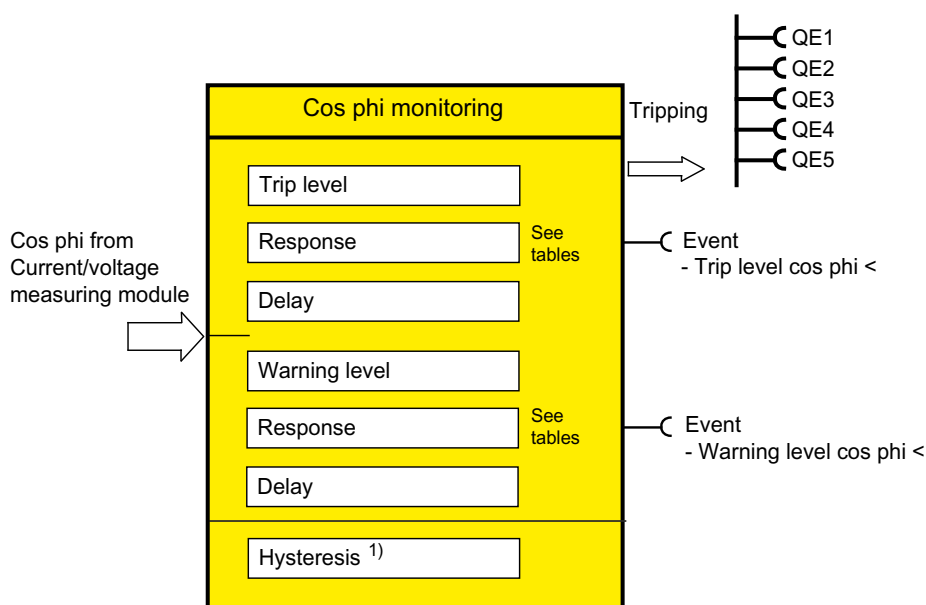 Cos phi monitoring
Tripping
QE1
QE2
QE3
QE4
QE5
Trip level
Response
See
tables
Delay
Cos phi from
Current/voltage
measuring module
Event
- Trip level cos phi <
Warning level
Response
See
tables
Delay
Event
- Warning level cos phi <
Hysteresis 1)